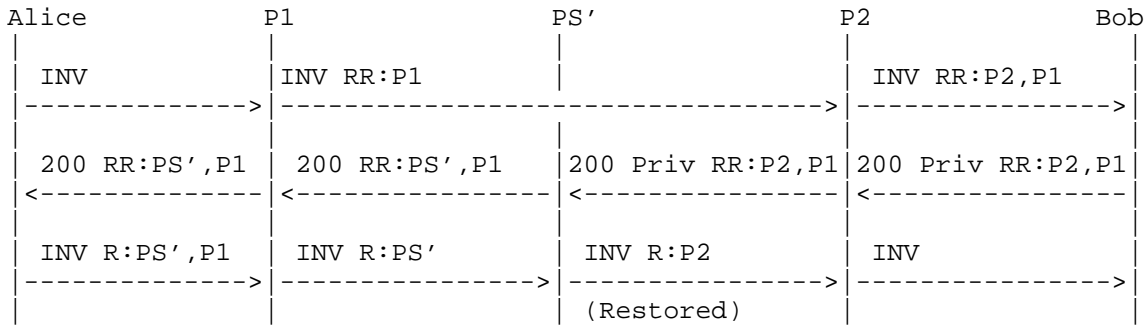 Alice P1 PS' P2 Bob
INV INV RR:P1 INV RR:P2,P1
200 RR:PS',P1 200 RR:PS',P1 200 Priv RR:P2,P1 200 Priv RR:P2,P1
INV R:PS',P1 INV R:PS' INV R:P2 INV
(Restored)